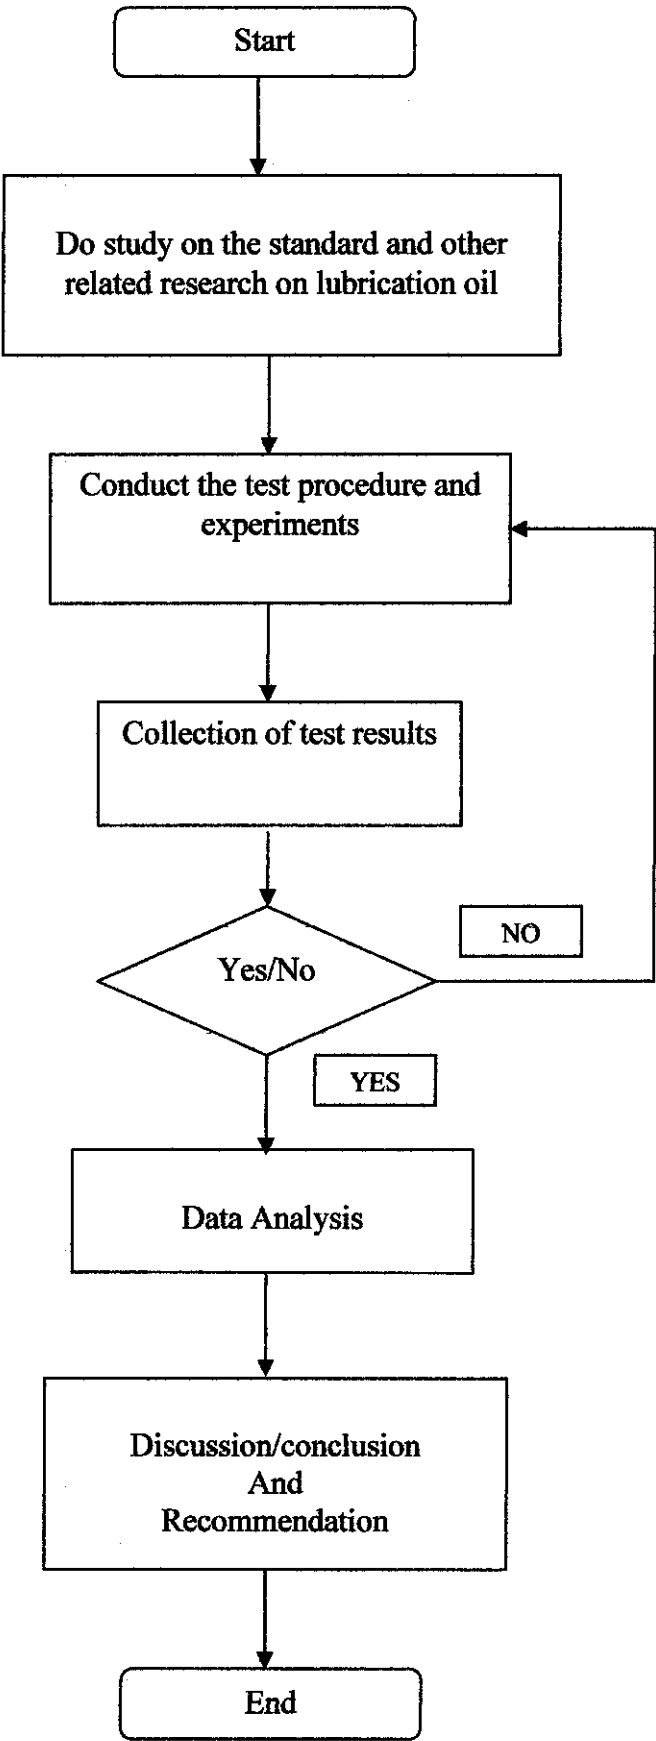 Start
Do study on the standard and other
related research on lubrication oil
Conduct the test procedure and
experiments
Collection of test results
Yes/No
NO
YES
Data Analysis
Discussion/conclusion
And
Recommendation
End